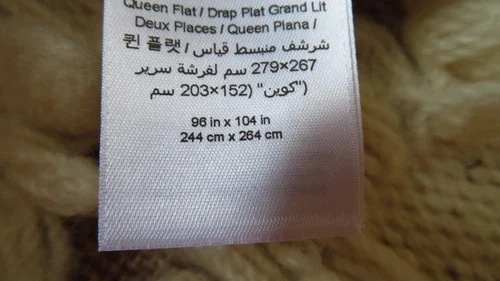 Queen Flat / Drap Plat Grand Lit
Deux Places / Queen Plana /
퀸 플랫 / شرشف منبسط قياس
267×279 سم لفرشة سرير
"كوين" (152×203 سم)
96 in x 104 in
244 cm x 264 cm